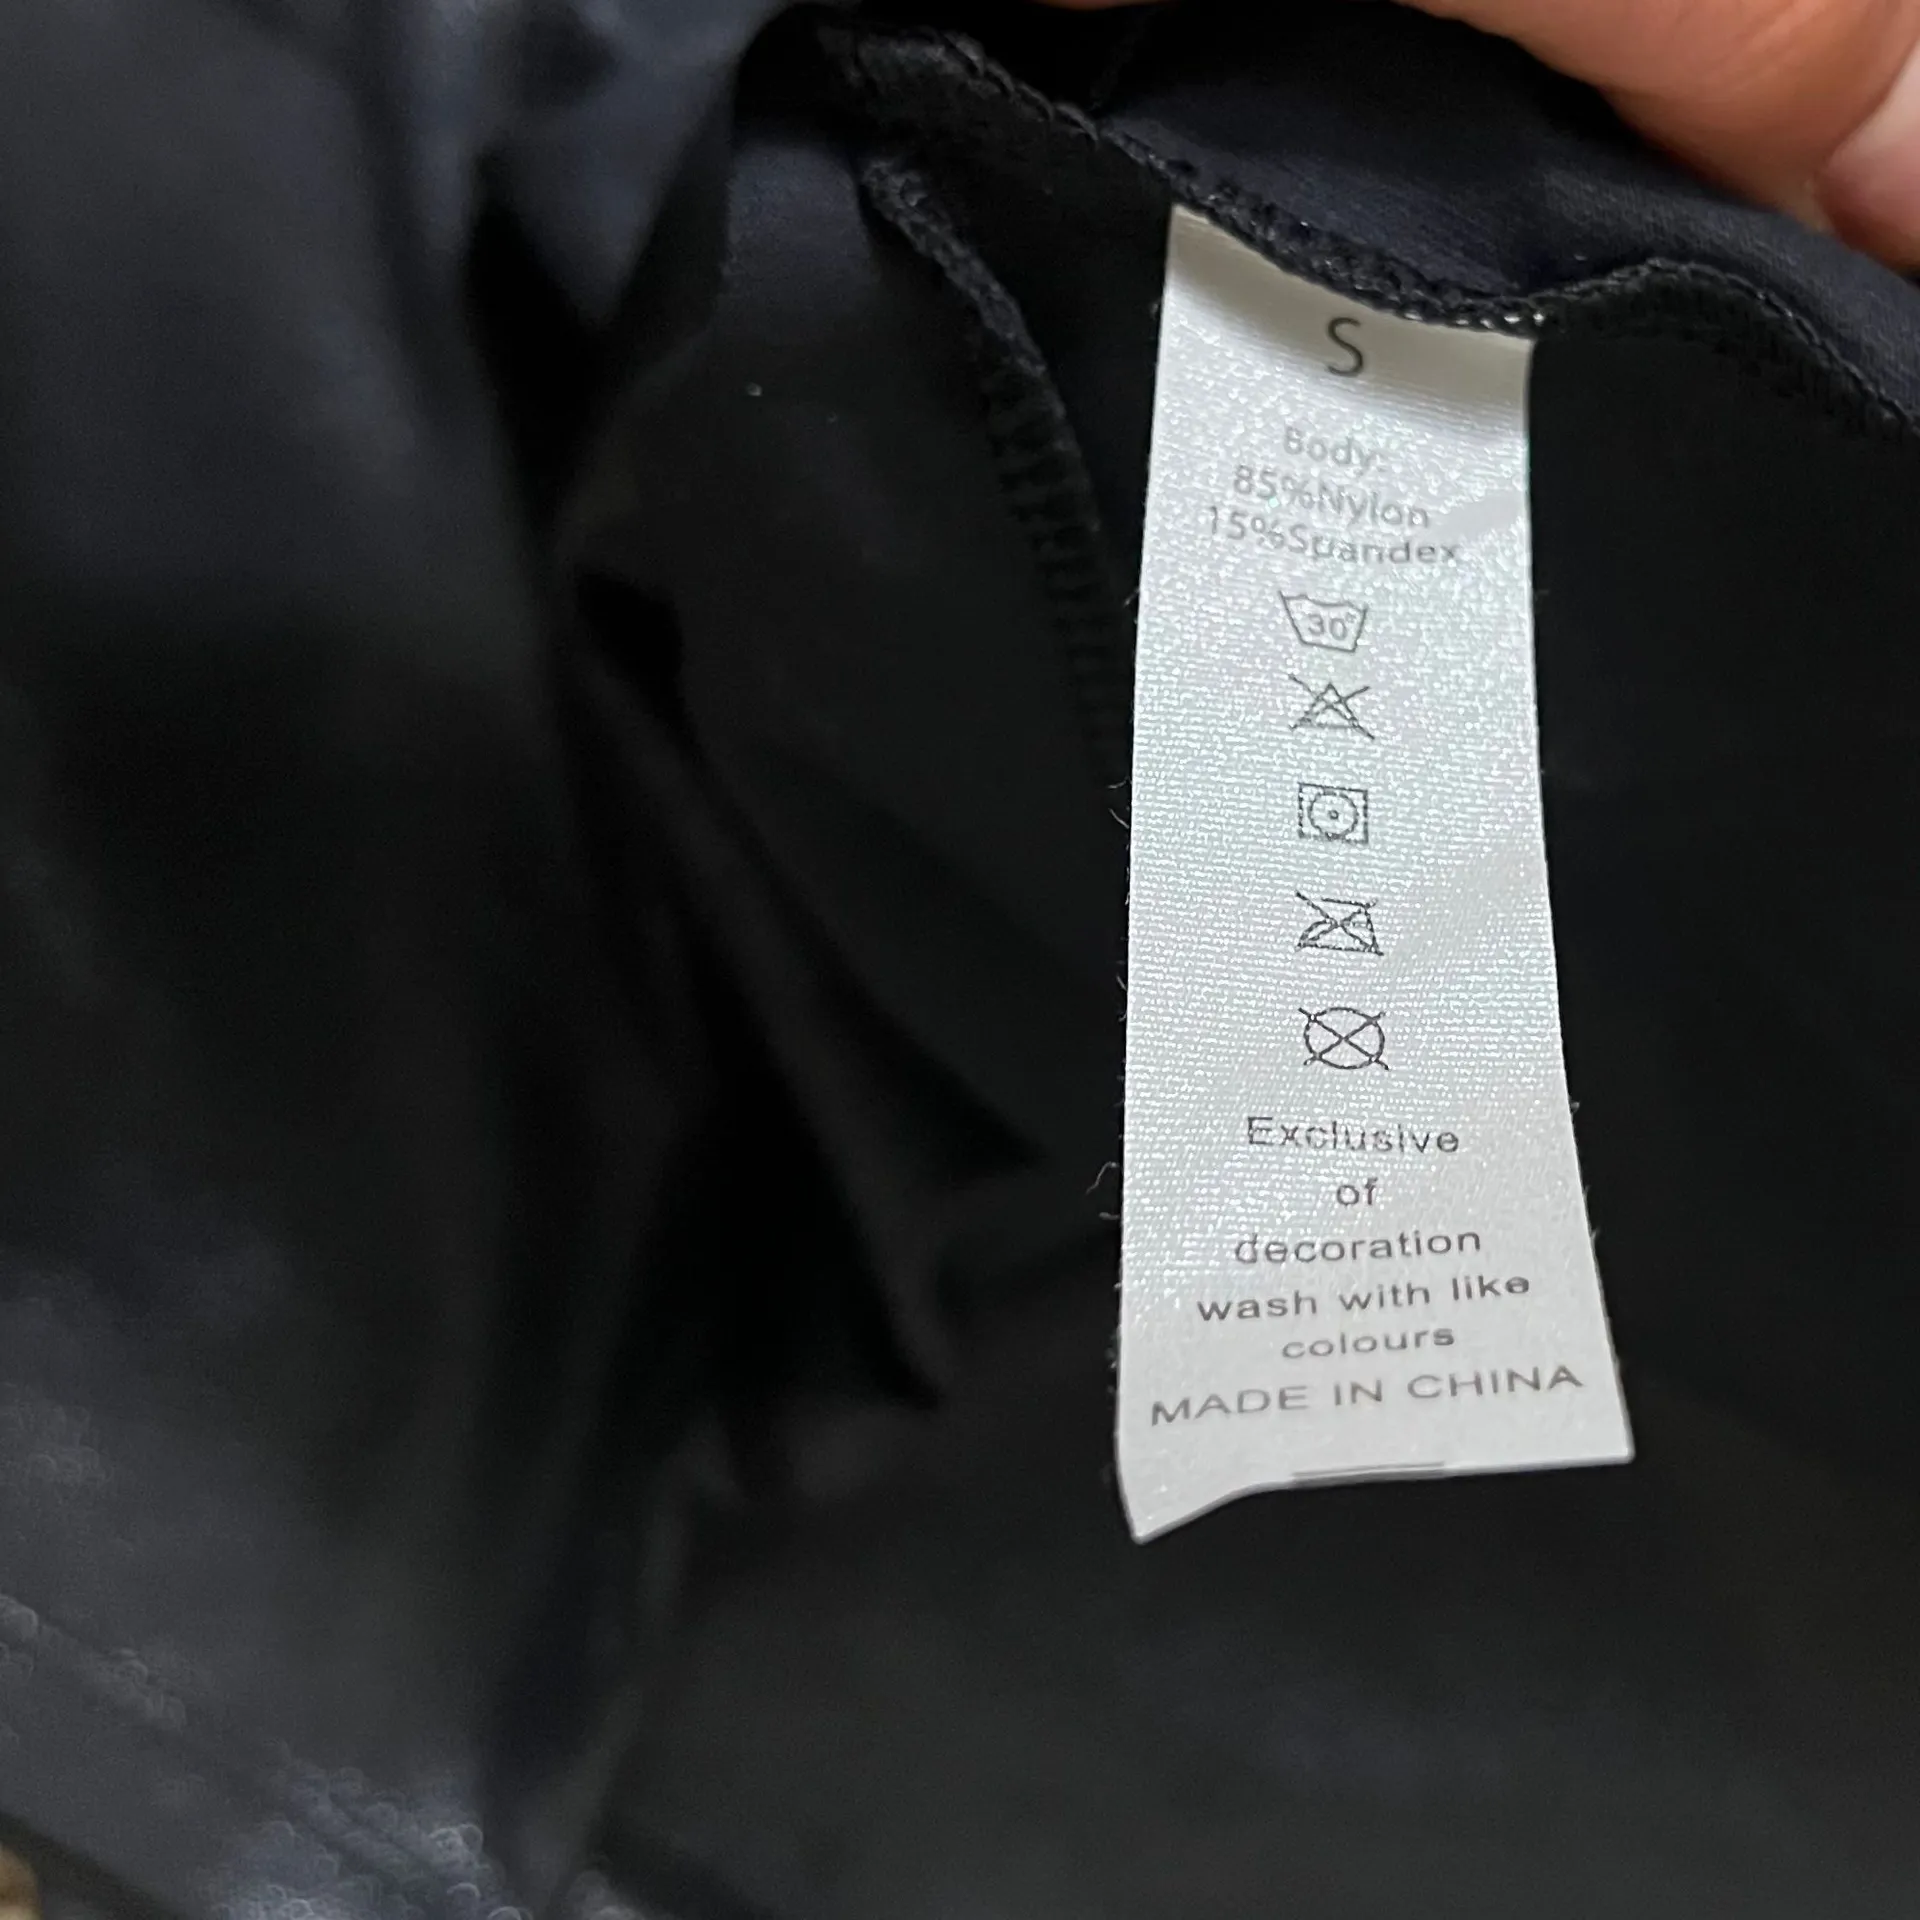 S
Body:
85%Nylon
15%Spandex
30°
Exclusive
of
decoration
wash with like
colours
MADE IN CHINA